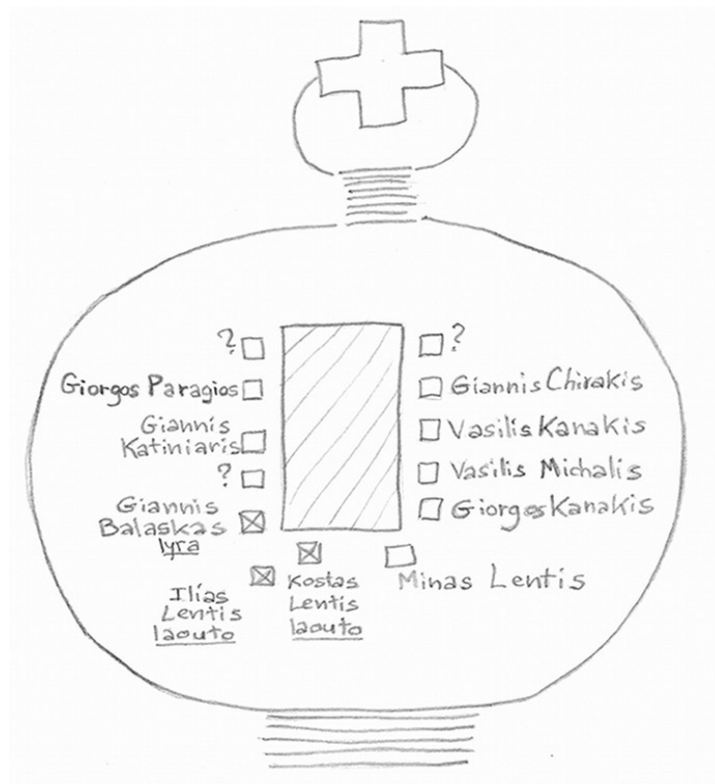 ?
Giorgos Paragios
Giannis
Katiniaris
?
Giannis
Balaskas
lyra
Ilías
Lentis
laouto
Kostas
Lentis
laouto
Minas Lentis
?
Giannis Chirakis
Vasilis Kanakis
Vasilis Michalis
Giorgos Kanakis